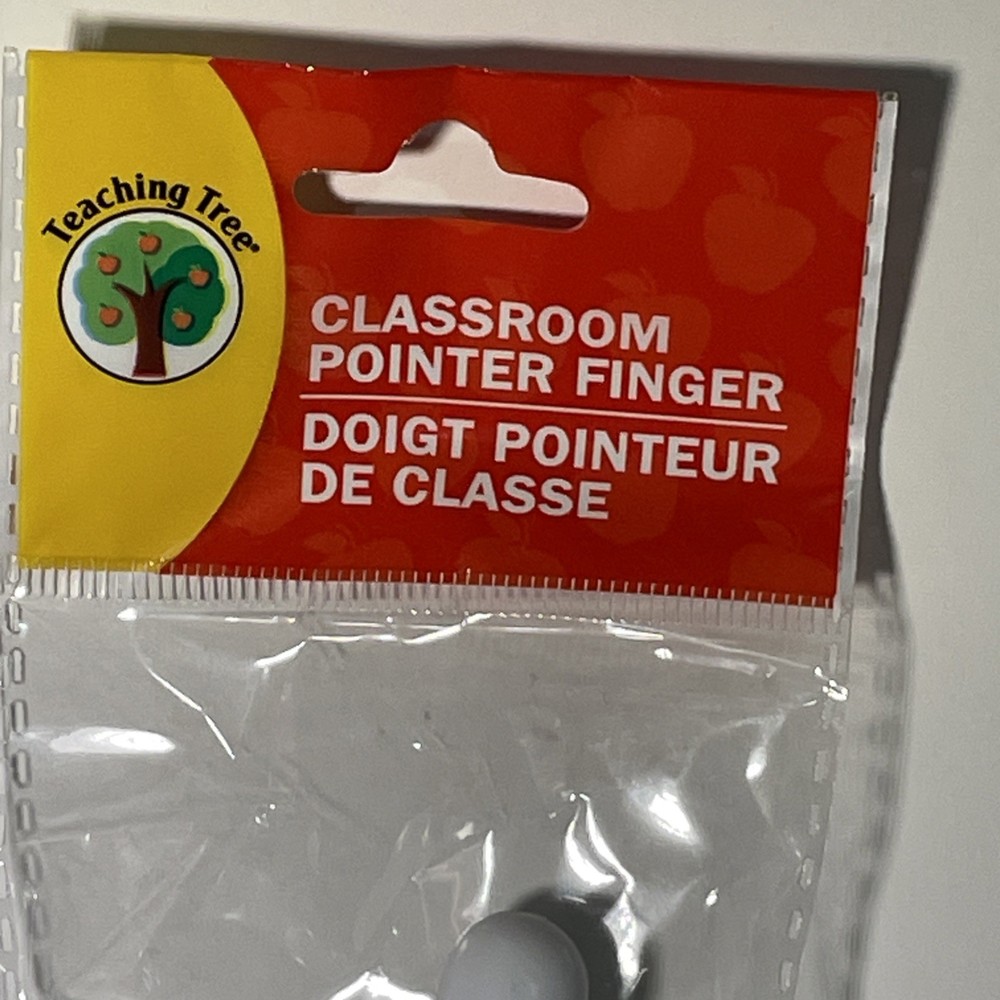 Teaching Tree®
CLASSROOM
POINTER FINGER
DOIGT POINTEUR
DE CLASSE